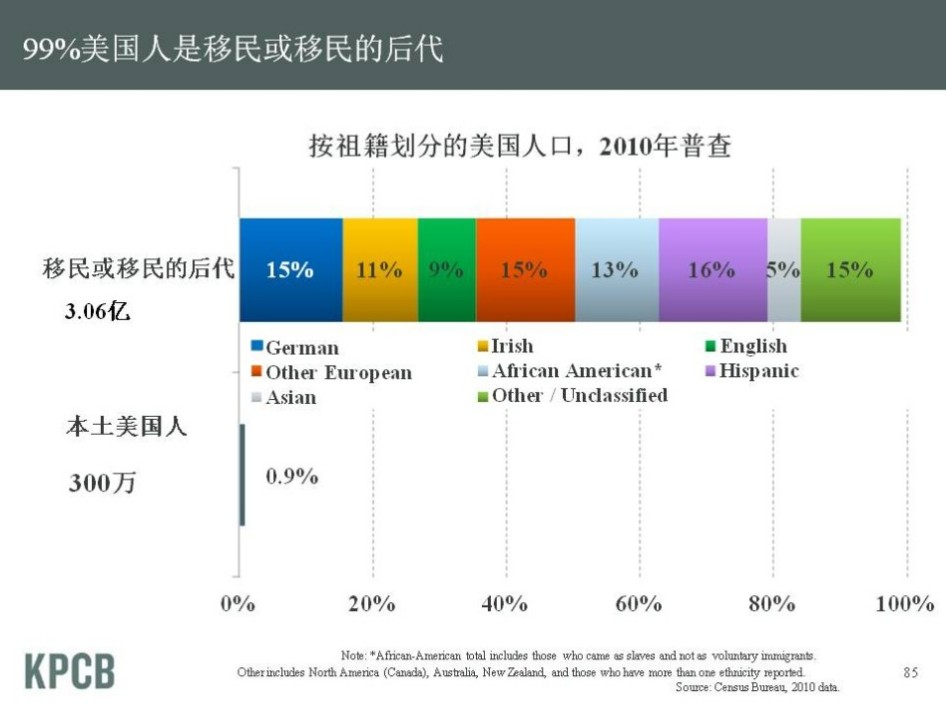 99%美国人是移民或移民的后代
按祖籍划分的美国人口，2010年普查
移民或移民的后代
3.06亿
15% 11% 9% 15% 13% 16% 5% 15%
German Irish English
Other European African American* Hispanic
Asian Other / Unclassified
本土美国人
300万
0.9%
0% 20% 40% 60% 80% 100%
KPCB
Note: *African-American total includes those who came as slaves and not as voluntary immigrants.
Other includes North America (Canada), Australia, New Zealand, and those who have more than one ethnicity reported.
Source: Census Bureau, 2010 data.
85